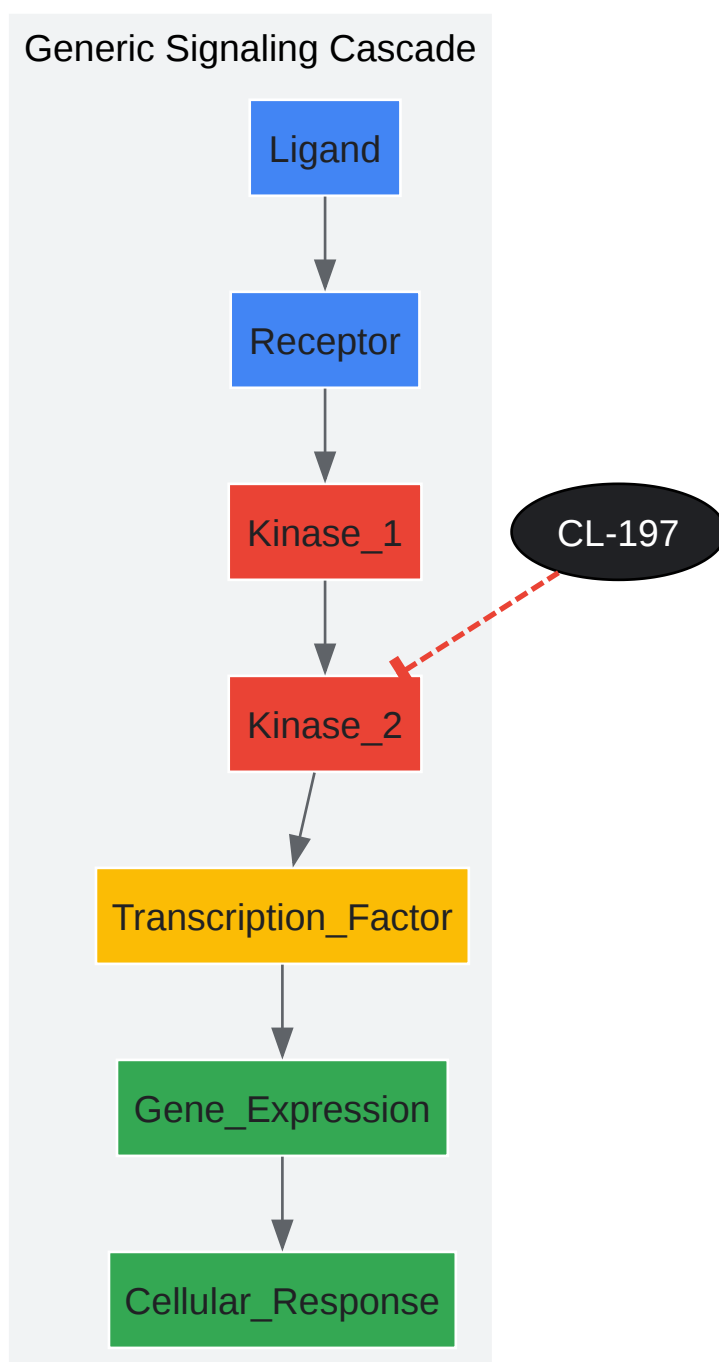 Generic Signaling Cascade
Ligand
Receptor
Kinase_1
CL-197
Kinase_2
Transcription_Factor
Gene_Expression
Cellular_Response